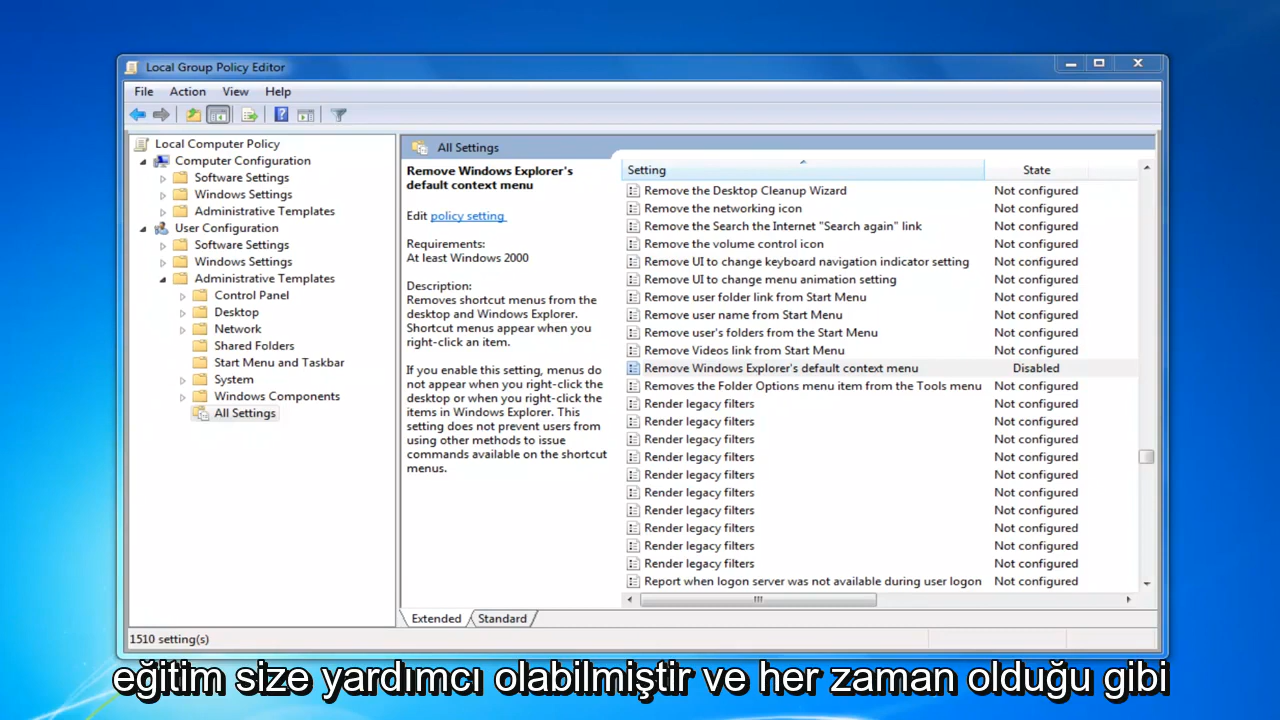 Local Group Policy Editor
File Action View Help
Local Computer Policy
Computer Configuration
Software Settings
Windows Settings
Administrative Templates
User Configuration
Software Settings
Windows Settings
Administrative Templates
Control Panel
Desktop
Network
Shared Folders
Start Menu and Taskbar
System
Windows Components
All Settings
All Settings
Remove Windows Explorer's
default context menu
Edit policy setting
Requirements:
At least Windows 2000
Description:
Removes shortcut menus from the
desktop and Windows Explorer.
Shortcut menus appear when you
right-click an item.
If you enable this setting, menus do
not appear when you right-click the
desktop or when you right-click the
items in Windows Explorer. This
setting does not prevent users from
using other methods to issue
commands available on the shortcut
menus.
Setting State
Remove the Desktop Cleanup Wizard Not configured
Remove the networking icon Not configured
Remove the Search the Internet "Search again" link Not configured
Remove the volume control icon Not configured
Remove UI to change keyboard navigation indicator setting Not configured
Remove UI to change menu animation setting Not configured
Remove user folder link from Start Menu Not configured
Remove user name from Start Menu Not configured
Remove user's folders from the Start Menu Not configured
Remove Videos link from Start Menu Not configured
Remove Windows Explorer's default context menu Disabled
Removes the Folder Options menu item from the Tools menu Not configured
Render legacy filters Not configured
Render legacy filters Not configured
Render legacy filters Not configured
Render legacy filters Not configured
Render legacy filters Not configured
Render legacy filters Not configured
Render legacy filters Not configured
Render legacy filters Not configured
Render legacy filters Not configured
Render legacy filters Not configured
Report when logon server was not available during user logon Not configured
Extended Standard
1510 setting(s)
eğitim size yardımcı olabilmiştir ve her zaman olduğu gibi